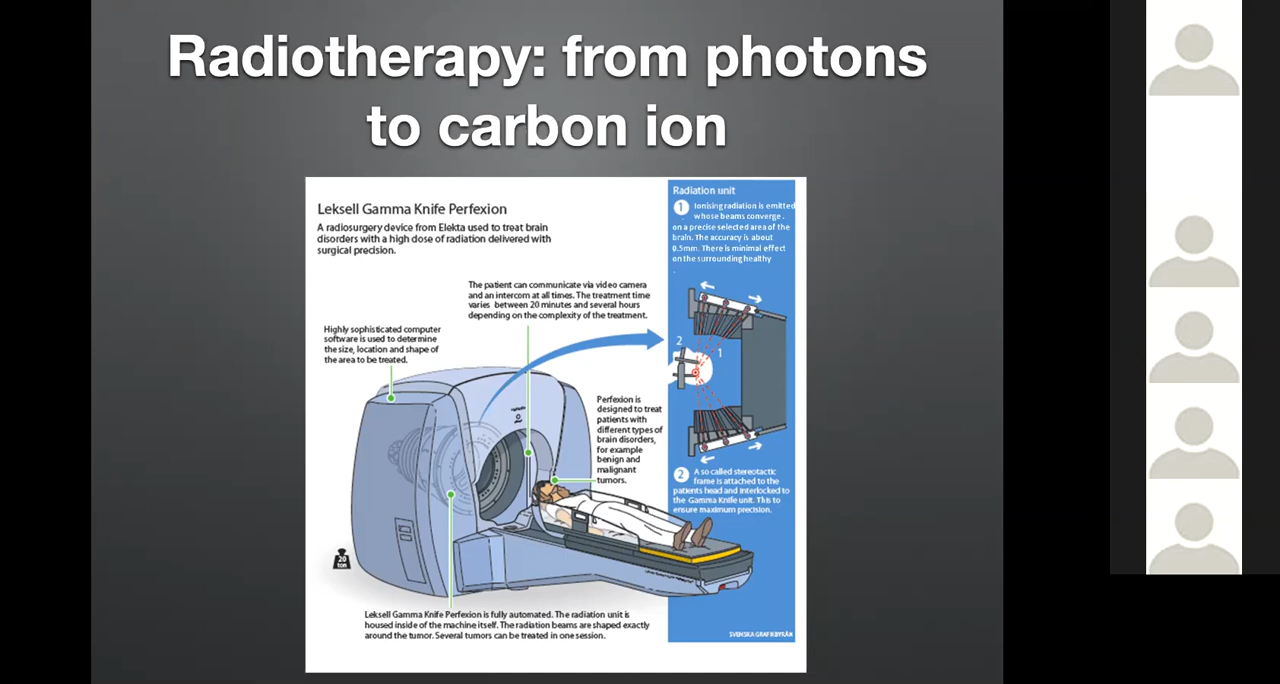 Radiotherapy: from photons
to carbon ion
Leksell Gamma Knife Perfexion
A radiosurgery device from Elekta used to treat brain
disorders with a high dose of radiation delivered with
surgical precision.
The patient can communicate via video camera
and an intercom at all times. The treatment time
varies between 20 minutes and several hours
depending on the complexity of the treatment.
Highly sophisticated computer
software is used to determine
the size, location and shape of
the area to be treated.
Perfexion is
designed to treat
patients with
different types of
brain disorders,
for example
benign and
malignant
tumors.
20
ton
Leksell Gamma Knife Perfexion is fully automated. The radiation unit is
housed inside of the machine itself. The radiation beams are shaped exactly
around the tumor. Several tumors can be treated in one session.
Radiation unit
1 Ionising radiation is emitted
whose beams converge .
on a precise selected area of the
brain. The accuracy is about
0.5mm. There is minimal effect
on the surrounding healthy
.
2
1
2 A so called stereotactic
frame is attached to the
patients head and interlocked to
the Gamma Knife unit. This to
ensure maximum precision.
SVENSKA GRAFIKBYRÅN